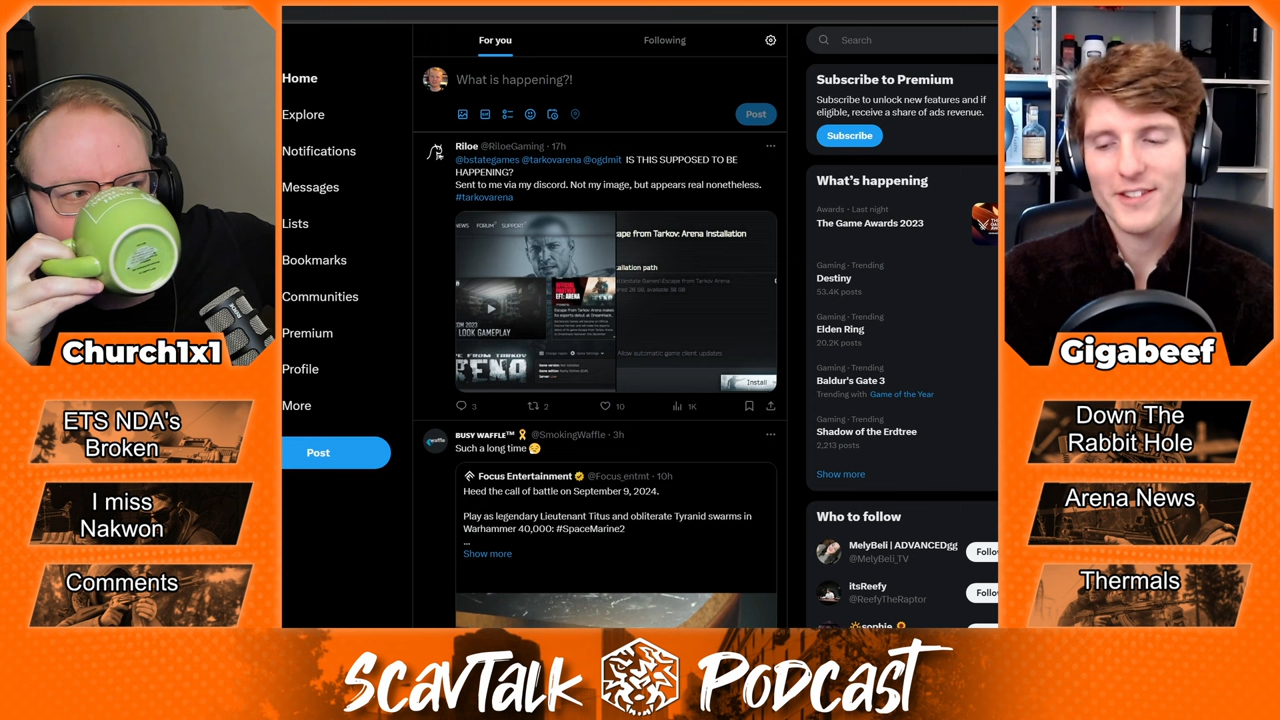 Church1x1
ETS NDA's
Broken
I miss
Nakwon
Comments
Home
Explore
Notifications
Messages
Lists
Bookmarks
Communities
Premium
Profile
More
Post
For you
Following
What is happening?!
Post
Riloe @RiloeGaming · 17h
@bstategames @tarkovarena @ogdmit IS THIS SUPPOSED TO BE
HAPPENING?
Sent to me via my discord. Not my image, but appears real nonetheless.
#tarkovarena
NEWS FORUM SUPPORT
LOOK GAMEPLAY
cape from Tarkov: Arena Installation
allation path
Allow automatic game client updates
Install
3
2
10
1K
BUSY WAFFLE™ @SmokingWaffle · 3h
Such a long time
Focus Entertainment @Focus_entmt · 10h
Heed the call of battle on September 9, 2024.
Play as legendary Lieutenant Titus and obliterate Tyranid swarms in
Warhammer 40,000: #SpaceMarine2
...
Show more
Search
Subscribe to Premium
Subscribe to unlock new features and if
eligible, receive a share of ads revenue.
Subscribe
What's happening
Awards · Last night
The Game Awards 2023
Gaming · Trending
Destiny
53.4K posts
Gaming · Trending
Elden Ring
20.2K posts
Gaming · Trending
Baldur's Gate 3
Trending with Game of the Year
Gaming · Trending
Shadow of the Erdtree
2,213 posts
Show more
Who to follow
MelyBeli | ADVANCEDgg
@MelyBeli_TV
Follo
itsReefy
@ReefyTheRaptor
Follo
sophie
Gigabeef
Down The
Rabbit Hole
Arena News
Thermals
ScavTalk Podcast